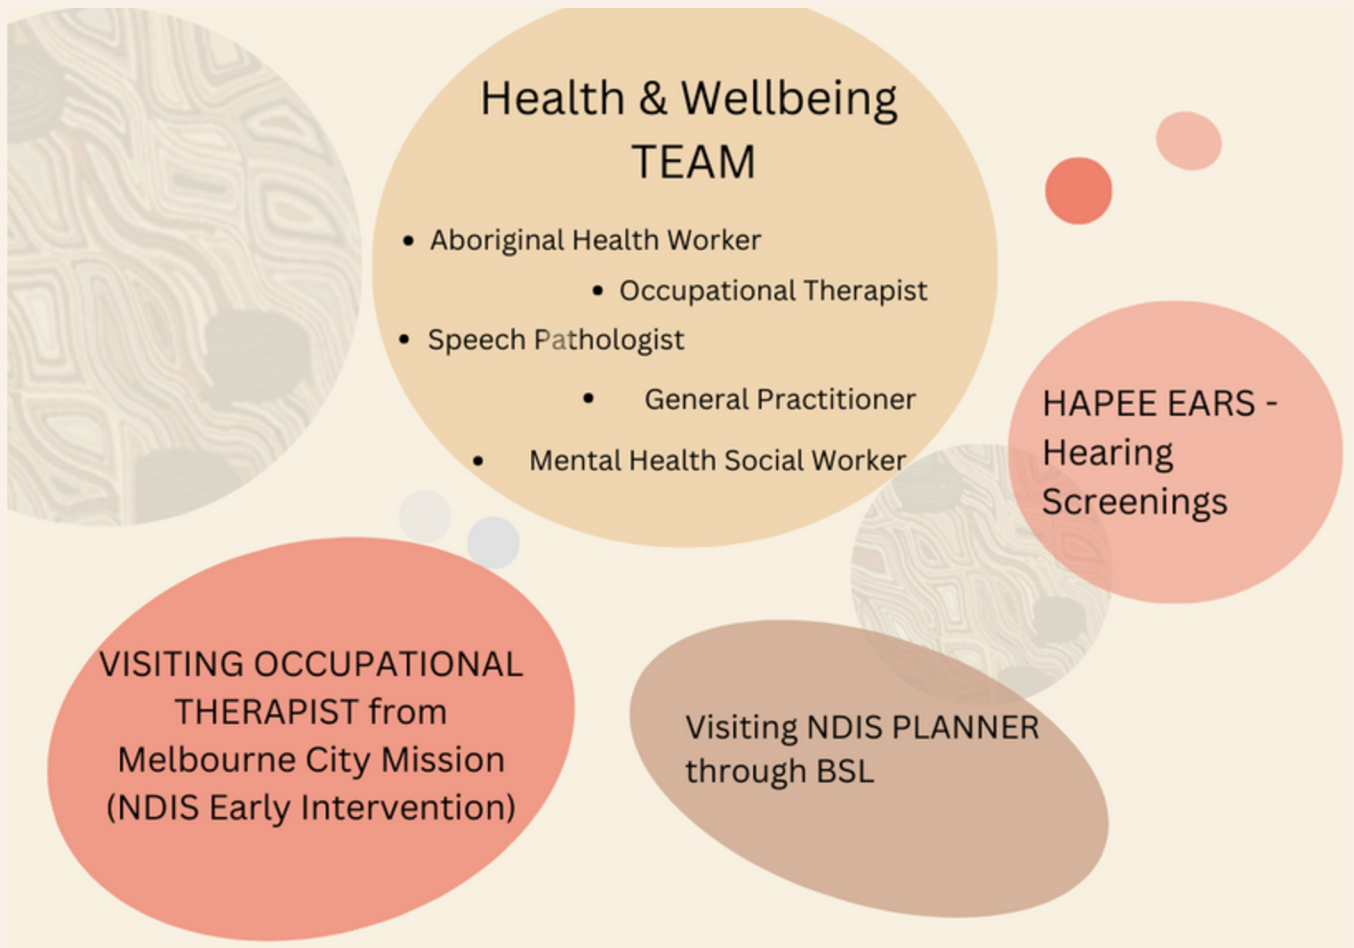 Health & Wellbeing
TEAM
• Aboriginal Health Worker
• Occupational Therapist
• Speech Pathologist
• General Practitioner
• Mental Health Social Worker
HAPEE EARS -
Hearing
Screenings
VISITING OCCUPATIONAL
THERAPIST from
Melbourne City Mission
(NDIS Early Intervention)
Visiting NDIS PLANNER
through BSL